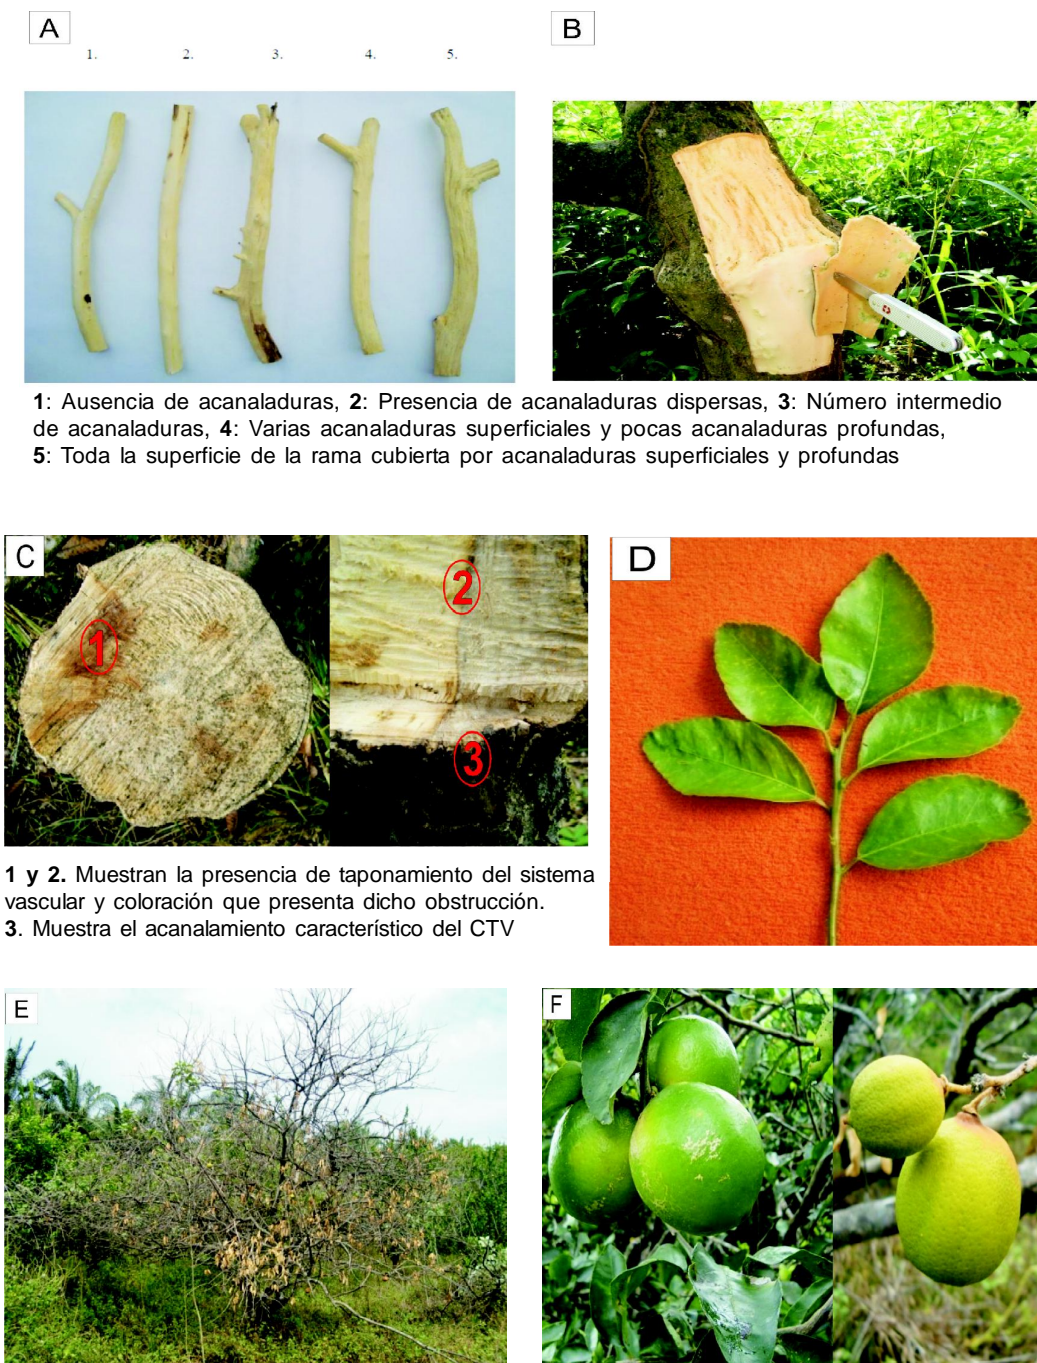 A
B
1. 2. 3. 4. 5.
1: Ausencia de acanaladuras, 2: Presencia de acanaladuras dispersas, 3: Número intermedio
de acanaladuras, 4: Varias acanaladuras superficiales y pocas acanaladuras profundas,
5: Toda la superficie de la rama cubierta por acanaladuras superficiales y profundas
C
1
2
3
D
1 y 2. Muestran la presencia de taponamiento del sistema
vascular y coloración que presenta dicho obstrucción.
3. Muestra el acanalamiento característico del CTV
E
F